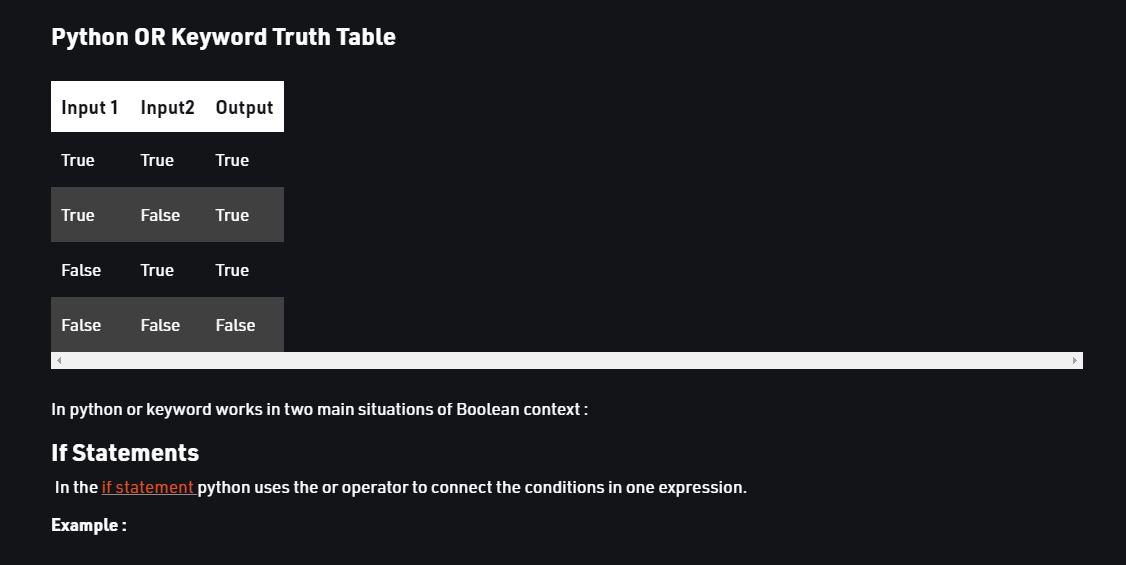 Python OR Keyword Truth Table
Input 1 Input2 Output
True True True
True False True
False True True
False False False
In python or keyword works in two main situations of Boolean context :
If Statements
In the if statement python uses the or operator to connect the conditions in one expression.
Example :